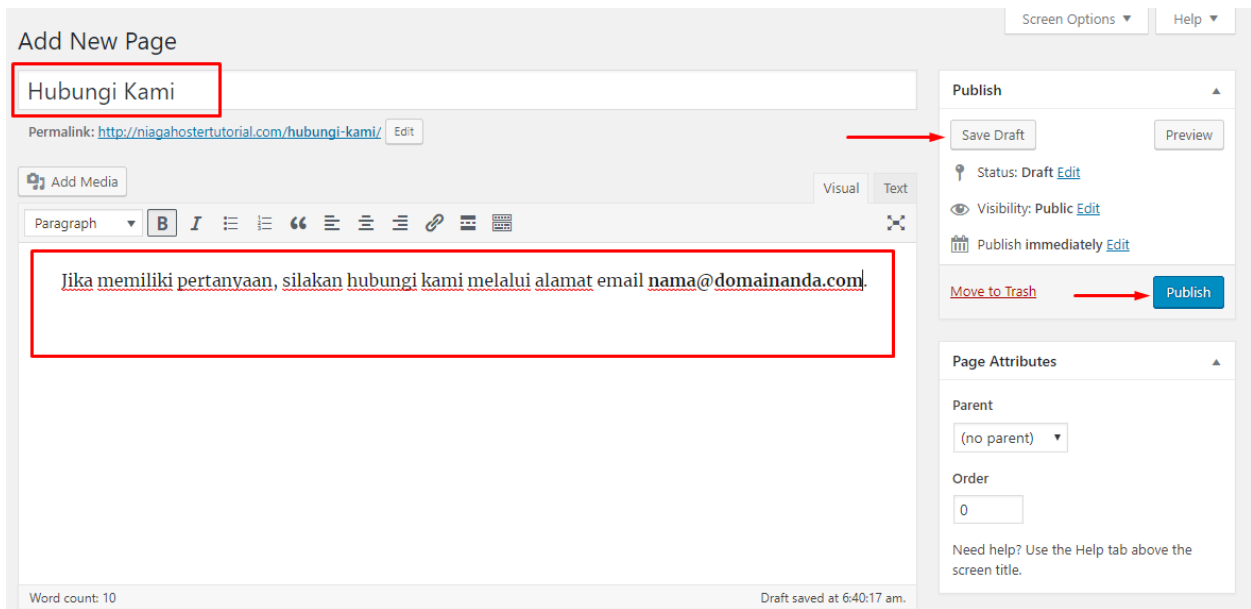 Screen Options ▼ Help ▼
Add New Page
Hubungi Kami
Permalink: http://niagahostertutorial.com/hubungi-kami/ Edit
Add Media
Visual Text
Paragraph ▼ B I
Jika memiliki pertanyaan, silakan hubungi kami melalui alamat email nama@domainanda.com.
Word count: 10 Draft saved at 6:40:17 am.
Publish
Save Draft Preview
Status: Draft Edit
Visibility: Public Edit
Publish immediately Edit
Move to Trash Publish
Page Attributes
Parent
(no parent) ▼
Order
0
Need help? Use the Help tab above the
screen title.